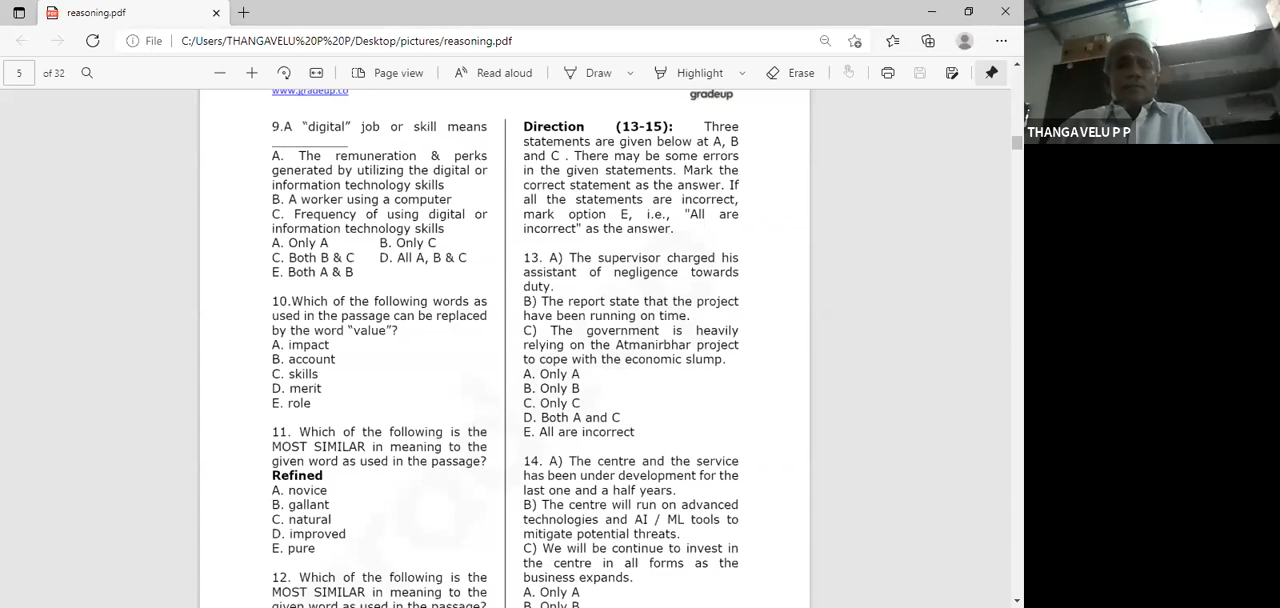 reasoning.pdf
File
C:/Users/THANGAVELU%20P%20P/Desktop/pictures/reasoning.pdf
5 of 32
Page view
Read aloud
Draw
Highlight
Erase
www.gradeup.co
gradeup
9.A "digital" job or skill means
____________
A. The remuneration & perks
generated by utilizing the digital or
information technology skills
B. A worker using a computer
C. Frequency of using digital or
information technology skills
A. Only A B. Only C
C. Both B & C D. All A, B & C
E. Both A & B
10.Which of the following words as
used in the passage can be replaced
by the word "value"?
A. impact
B. account
C. skills
D. merit
E. role
11. Which of the following is the
MOST SIMILAR in meaning to the
given word as used in the passage?
Refined
A. novice
B. gallant
C. natural
D. improved
E. pure
12. Which of the following is the
MOST SIMILAR in meaning to the
given word as used in the passage?
Direction (13-15): Three
statements are given below at A, B
and C . There may be some errors
in the given statements. Mark the
correct statement as the answer. If
all the statements are incorrect,
mark option E, i.e., "All are
incorrect" as the answer.
13. A) The supervisor charged his
assistant of negligence towards
duty.
B) The report state that the project
have been running on time.
C) The government is heavily
relying on the Atmanirbhar project
to cope with the economic slump.
A. Only A
B. Only B
C. Only C
D. Both A and C
E. All are incorrect
14. A) The centre and the service
has been under development for the
last one and a half years.
B) The centre will run on advanced
technologies and AI / ML tools to
mitigate potential threats.
C) We will be continue to invest in
the centre in all forms as the
business expands.
A. Only A
B. Only B
THANGAVELU P P